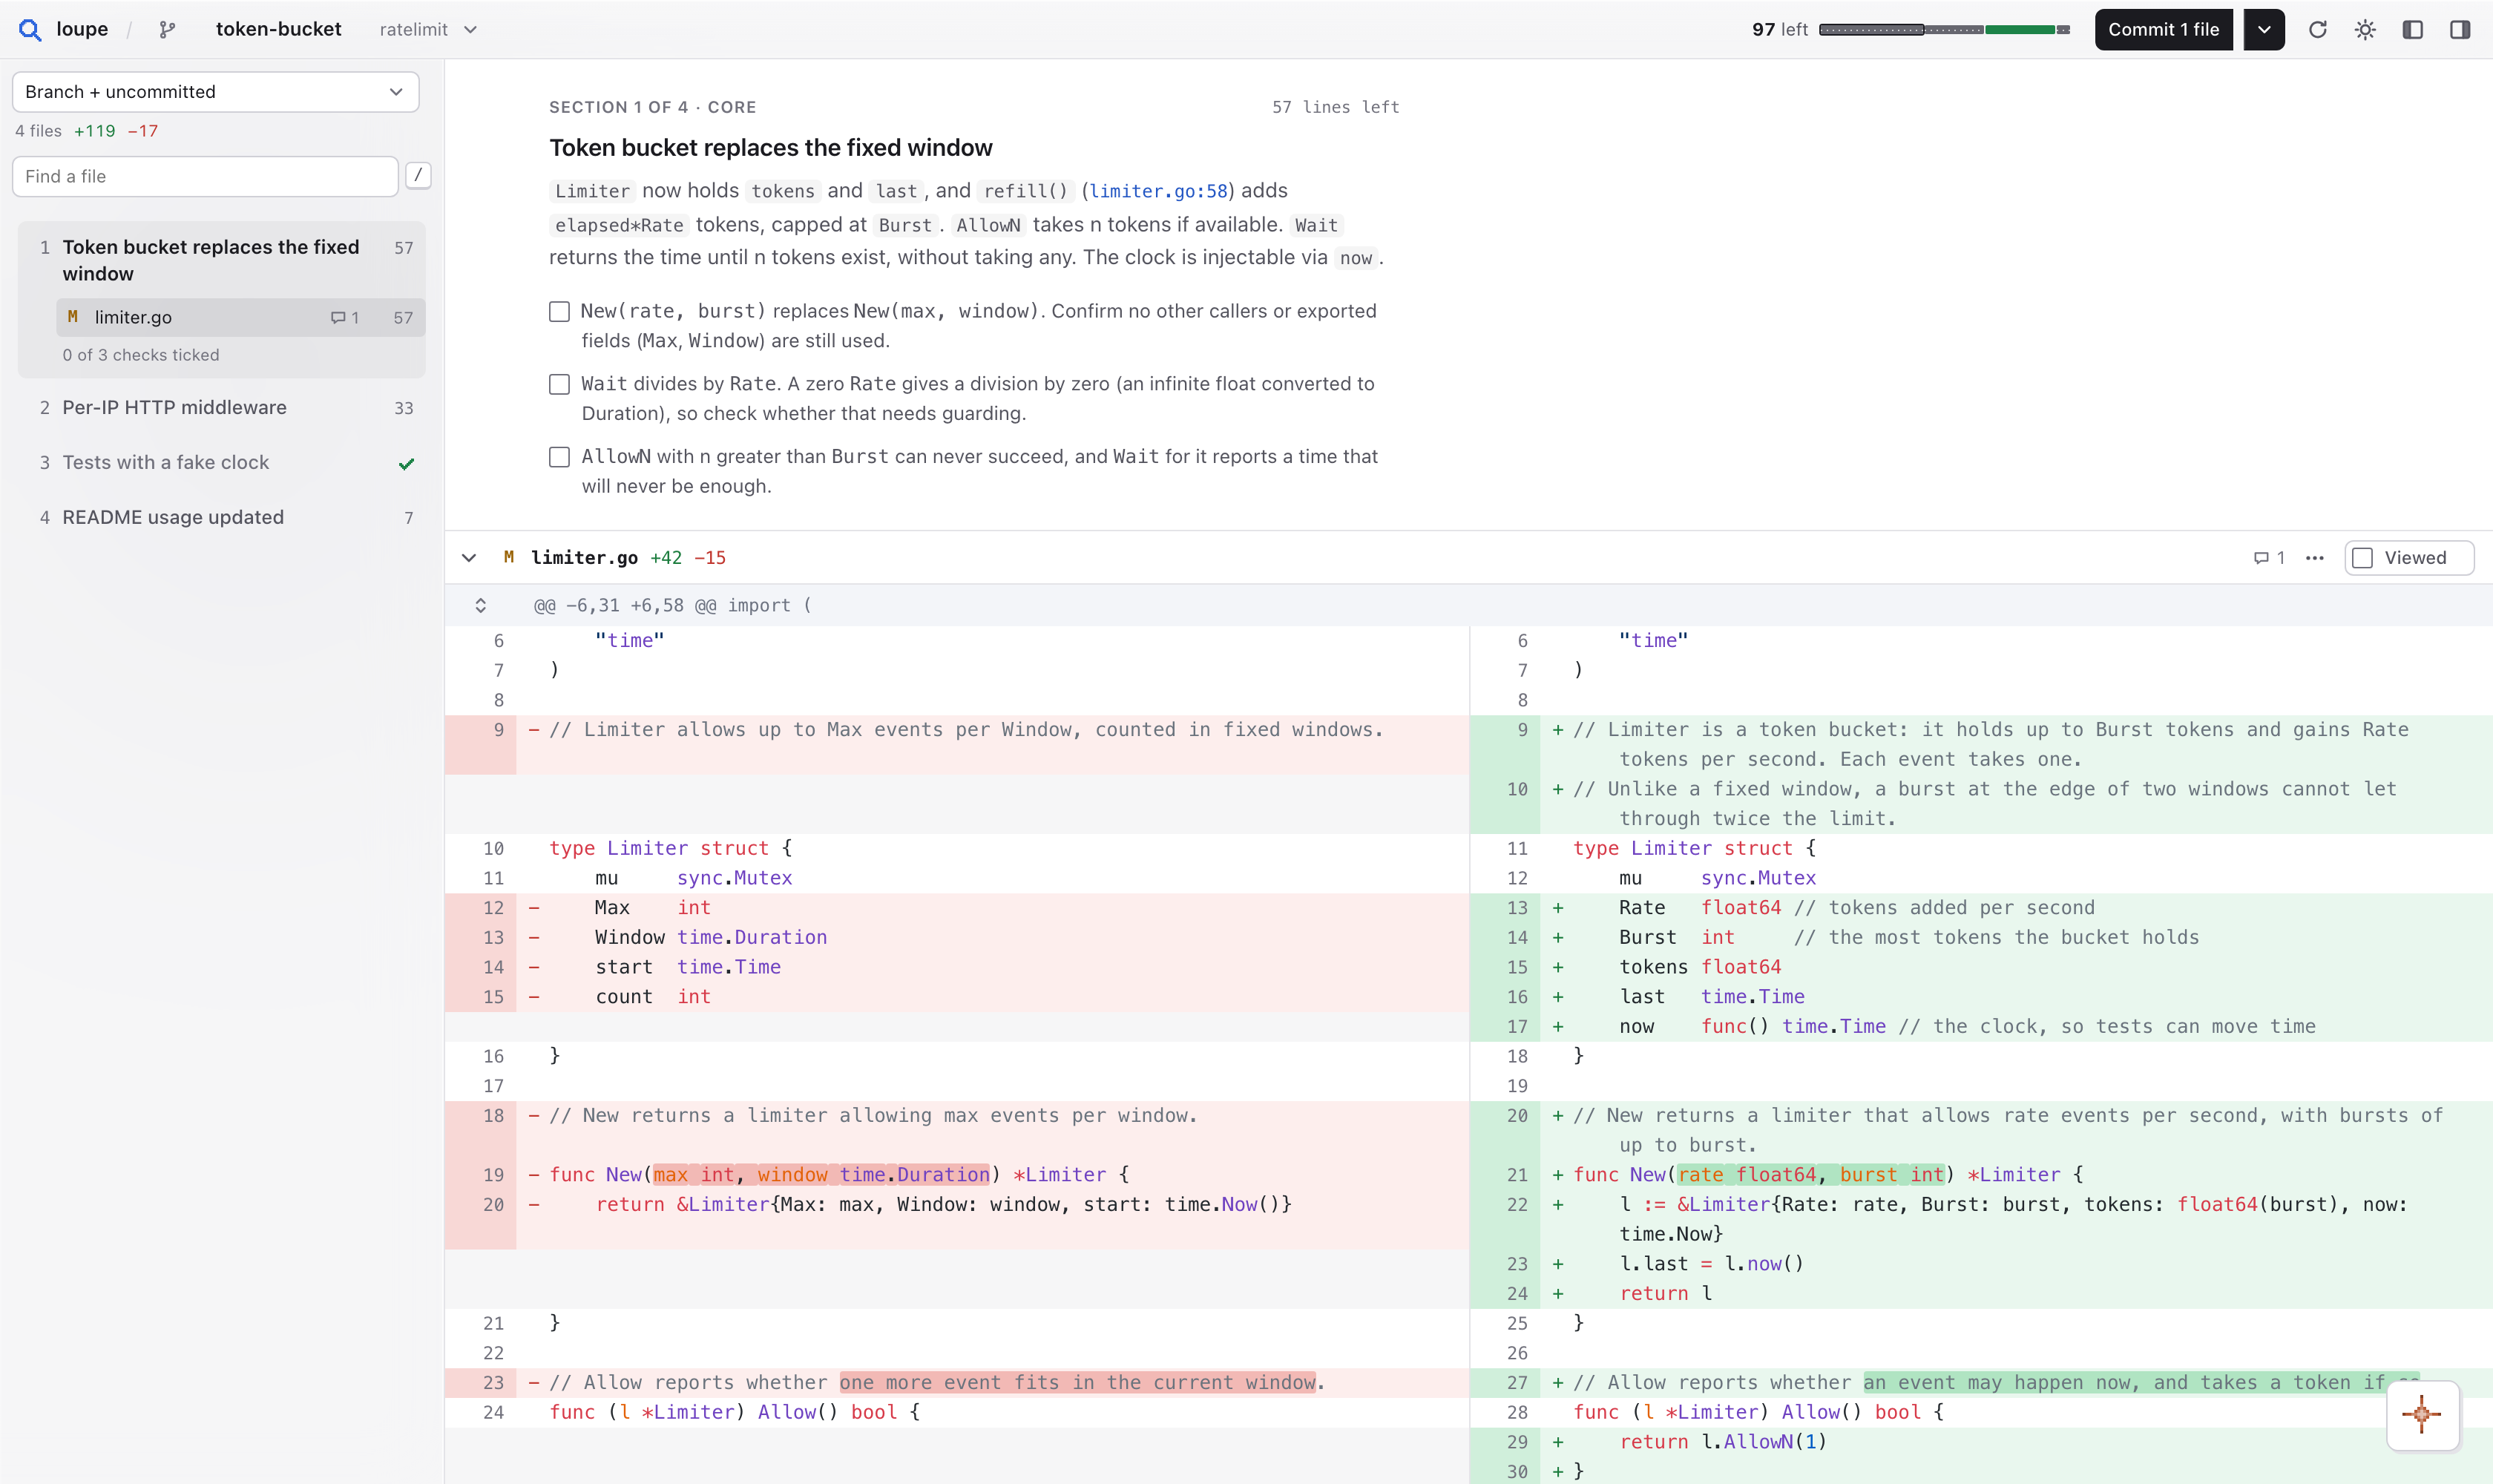 loupe / token-bucket ratelimit
97 left
Commit 1 file
Branch + uncommitted
4 files +119 −17
Find a file
/
1 Token bucket replaces the fixed window 57
M limiter.go 1 57
0 of 3 checks ticked
2 Per-IP HTTP middleware 33
3 Tests with a fake clock
4 README usage updated 7
SECTION 1 OF 4 · CORE
57 lines left
Token bucket replaces the fixed window
Limiter now holds tokens and last, and refill() (limiter.go:58) adds
elapsed*Rate tokens, capped at Burst. AllowN takes n tokens if available. Wait
returns the time until n tokens exist, without taking any. The clock is injectable via now.
New(rate, burst) replaces New(max, window). Confirm no other callers or exported
fields (Max, Window) are still used.
Wait divides by Rate. A zero Rate gives a division by zero (an infinite float converted to
Duration), so check whether that needs guarding.
AllowN with n greater than Burst can never succeed, and Wait for it reports a time that
will never be enough.
M limiter.go +42 −15
1 ··· Viewed
@@ −6,31 +6,58 @@ import (
6 "time"
7 )
8
9 − // Limiter allows up to Max events per Window, counted in fixed windows.
10 type Limiter struct {
11 mu sync.Mutex
12 − Max int
13 − Window time.Duration
14 − start time.Time
15 − count int
16 }
17
18 − // New returns a limiter allowing max events per window.
19 − func New(max int, window time.Duration) *Limiter {
20 − return &Limiter{Max: max, Window: window, start: time.Now()}
21 }
22
23 − // Allow reports whether one more event fits in the current window.
24 func (l *Limiter) Allow() bool {
6 "time"
7 )
8
9 + // Limiter is a token bucket: it holds up to Burst tokens and gains Rate
tokens per second. Each event takes one.
10 + // Unlike a fixed window, a burst at the edge of two windows cannot let
through twice the limit.
11 type Limiter struct {
12 mu sync.Mutex
13 + Rate float64 // tokens added per second
14 + Burst int // the most tokens the bucket holds
15 + tokens float64
16 + last time.Time
17 + now func() time.Time // the clock, so tests can move time
18 }
19
20 + // New returns a limiter that allows rate events per second, with bursts of
up to burst.
21 + func New(rate float64, burst int) *Limiter {
22 + l := &Limiter{Rate: rate, Burst: burst, tokens: float64(burst), now:
time.Now}
23 + l.last = l.now()
24 + return l
25 }
26
27 + // Allow reports whether an event may happen now, and takes a token if
28 func (l *Limiter) Allow() bool {
29 + return l.AllowN(1)
30 + }